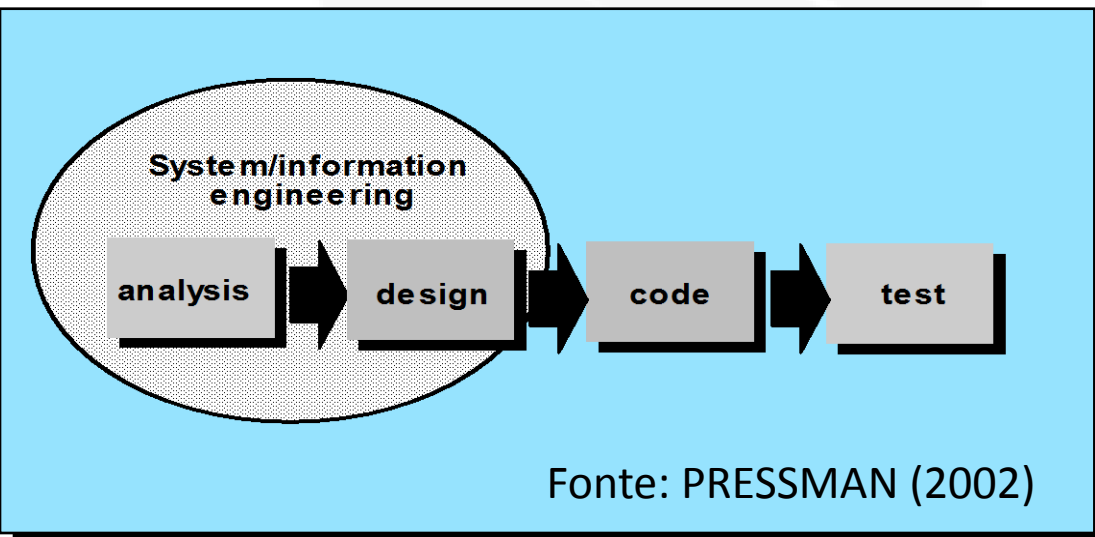 System/information
engineering
analysis
design
code
test
Fonte: PRESSMAN (2002)